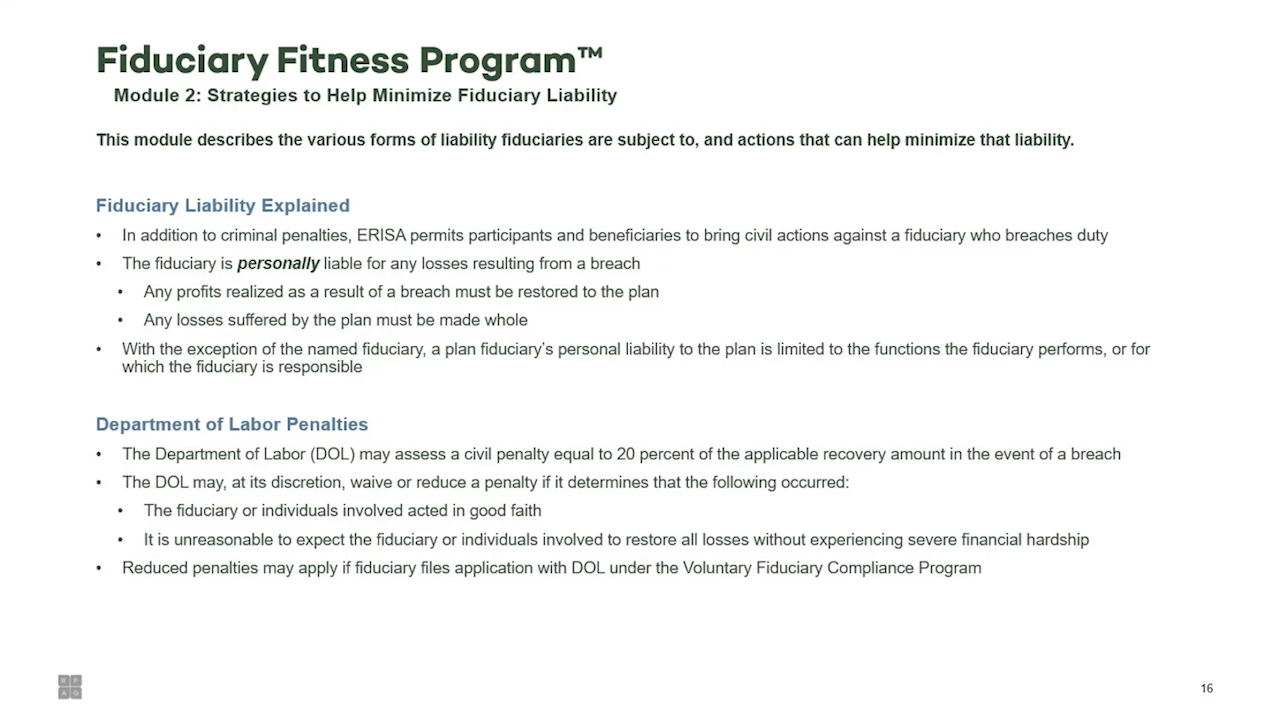 Fiduciary Fitness Program™
Module 2: Strategies to Help Minimize Fiduciary Liability
This module describes the various forms of liability fiduciaries are subject to, and actions that can help minimize that liability.
Fiduciary Liability Explained
• In addition to criminal penalties, ERISA permits participants and beneficiaries to bring civil actions against a fiduciary who breaches duty
• The fiduciary is personally liable for any losses resulting from a breach
• Any profits realized as a result of a breach must be restored to the plan
• Any losses suffered by the plan must be made whole
• With the exception of the named fiduciary, a plan fiduciary's personal liability to the plan is limited to the functions the fiduciary performs, or for
which the fiduciary is responsible
Department of Labor Penalties
• The Department of Labor (DOL) may assess a civil penalty equal to 20 percent of the applicable recovery amount in the event of a breach
• The DOL may, at its discretion, waive or reduce a penalty if it determines that the following occurred:
• The fiduciary or individuals involved acted in good faith
• It is unreasonable to expect the fiduciary or individuals involved to restore all losses without experiencing severe financial hardship
• Reduced penalties may apply if fiduciary files application with DOL under the Voluntary Fiduciary Compliance Program
R P
A G
16